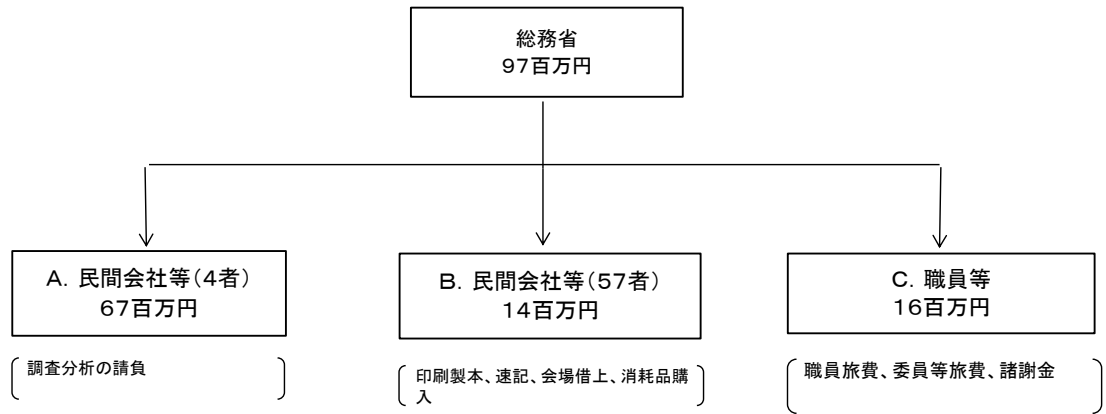 総務省
97百万円
A．民間会社等（4者）
67百万円
B．民間会社等（57者）
14百万円
C．職員等
16百万円
調査分析の請負
印刷製本、速記、会場借上、消耗品購
入
職員旅費、委員等旅費、諸謝金